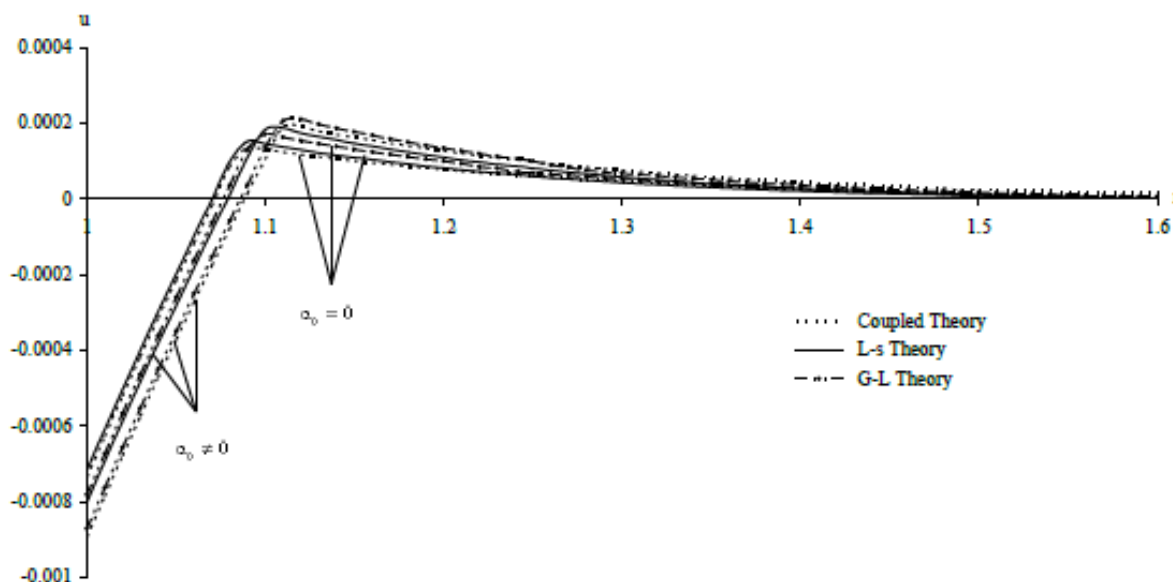 u
0.0004
0.0002
0
1
1.1
1.2
1.3
1.4
1.5
1.6
-0.0002
-0.0004
-0.0006
-0.0008
-0.001
α₀ = 0
α₀ ≠ 0
Coupled Theory
L-s Theory
G-L Theory